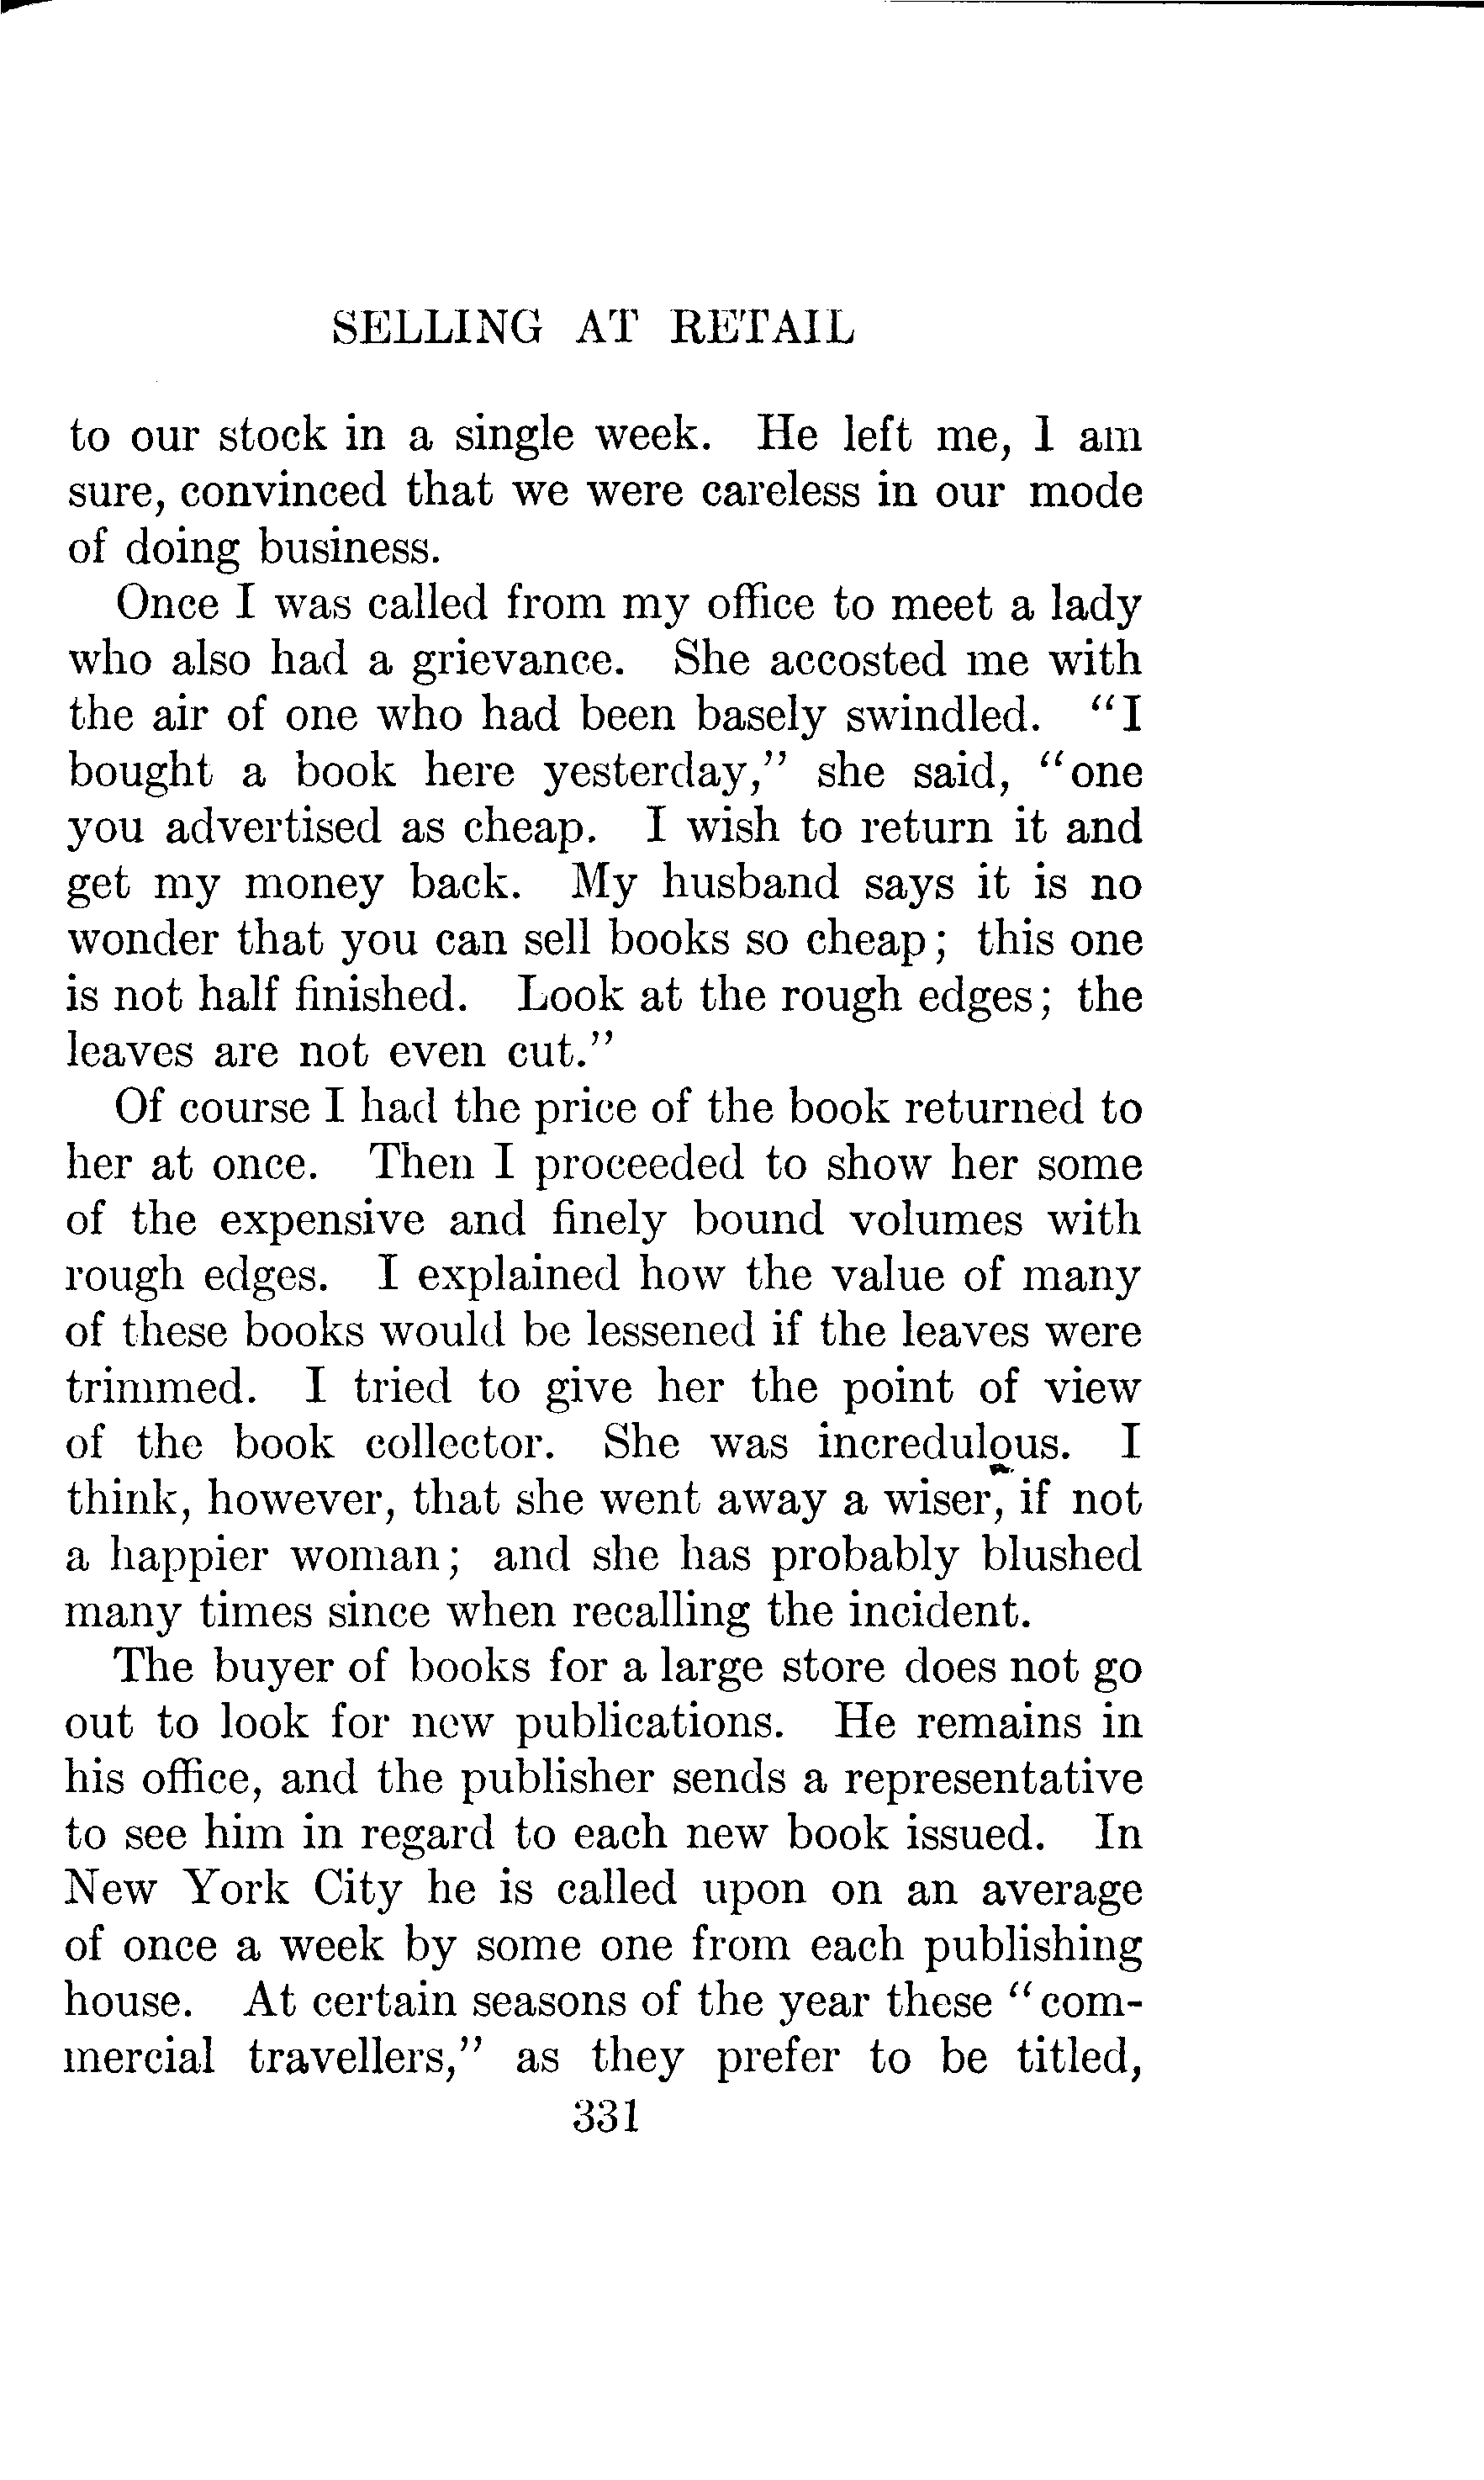 SELLING AT RETAIL
to our stock in a single week. He left me, I am
sure, convinced that we were careless in our mode
of doing business.
Once I was called from my office to meet a lady
who also had a grievance. She accosted me with
the air of one who had been basely swindled. "I
bought a book here yesterday," she said, "one
you advertised as cheap. I wish to return it and
get my money back. My husband says it is no
wonder that you can sell books so cheap; this one
is not half finished. Look at the rough edges; the
leaves are not even cut."
Of course I had the price of the book returned to
her at once. Then I proceeded to show her some
of the expensive and finely bound volumes with
rough edges. I explained how the value of many
of these books would be lessened if the leaves were
trimmed. I tried to give her the point of view
of the book collector. She was incredulous. I
think, however, that she went away a wiser, if not
a happier woman; and she has probably blushed
many times since when recalling the incident.
The buyer of books for a large store does not go
out to look for new publications. He remains in
his office, and the publisher sends a representative
to see him in regard to each new book issued. In
New York City he is called upon on an average
of once a week by some one from each publishing
house. At certain seasons of the year these "com-
mercial travellers," as they prefer to be titled,
331